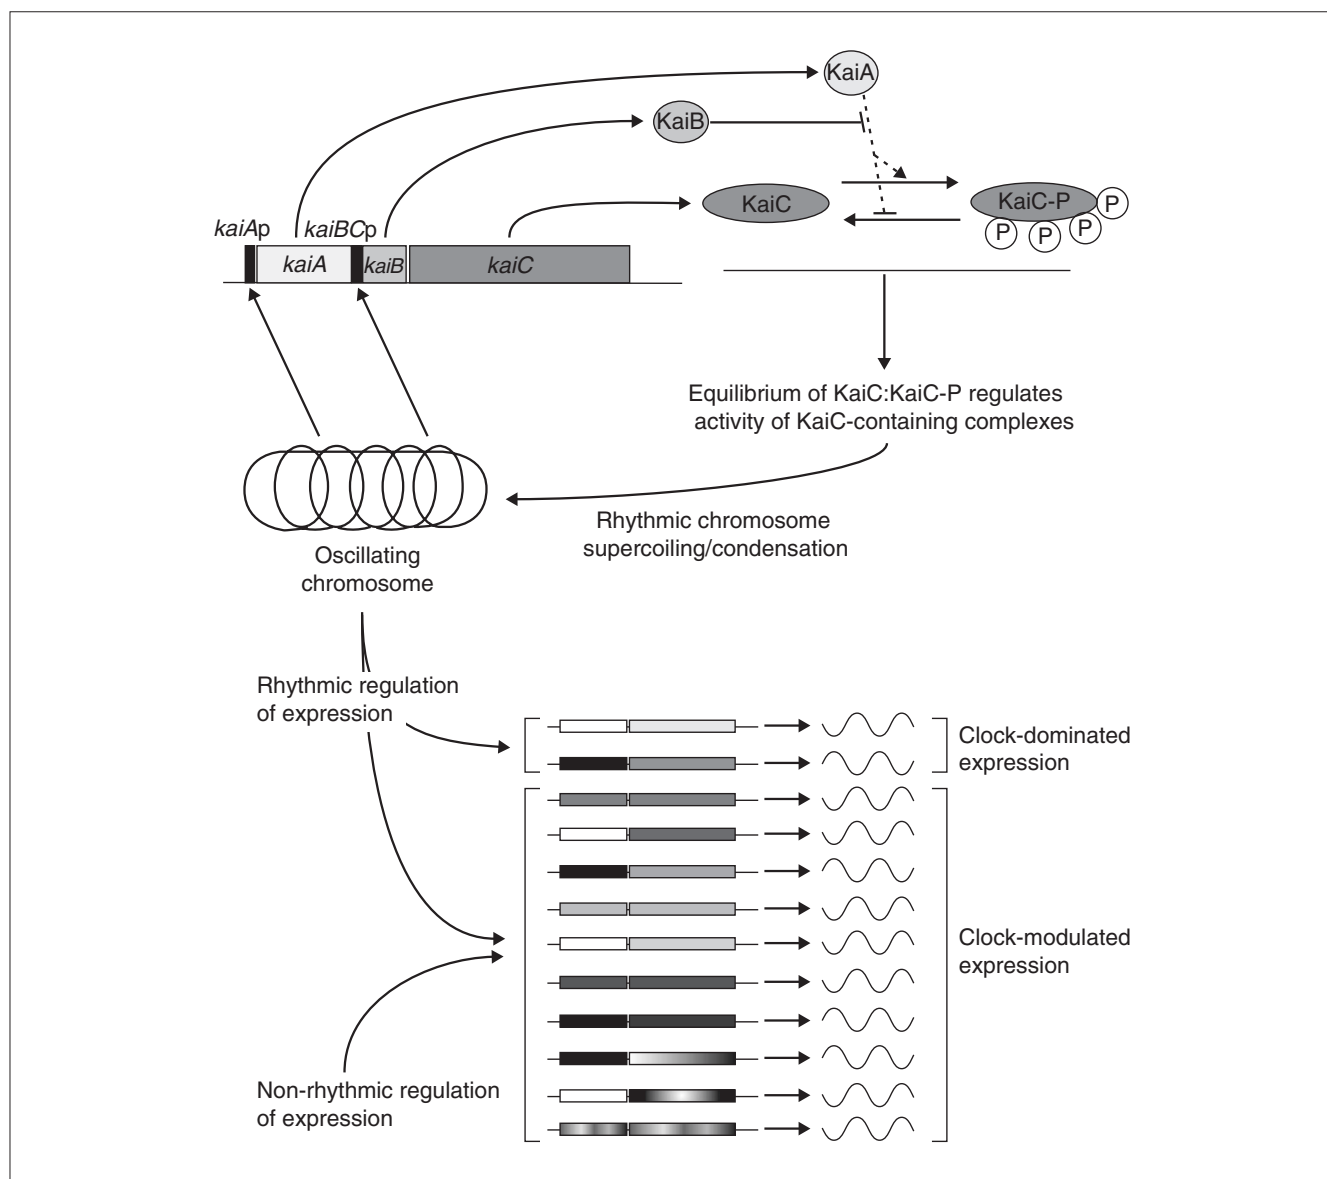 KaiA
KaiB
KaiC
KaiC-P
P
P
P
P
kaiAp
kaiBCp
kaiA
kaiB
kaiC
Equilibrium of KaiC:KaiC-P regulates
activity of KaiC-containing complexes
Rhythmic chromosome
supercoiling/condensation
Oscillating
chromosome
Rhythmic regulation
of expression
Clock-dominated
expression
Clock-modulated
expression
Non-rhythmic regulation
of expression